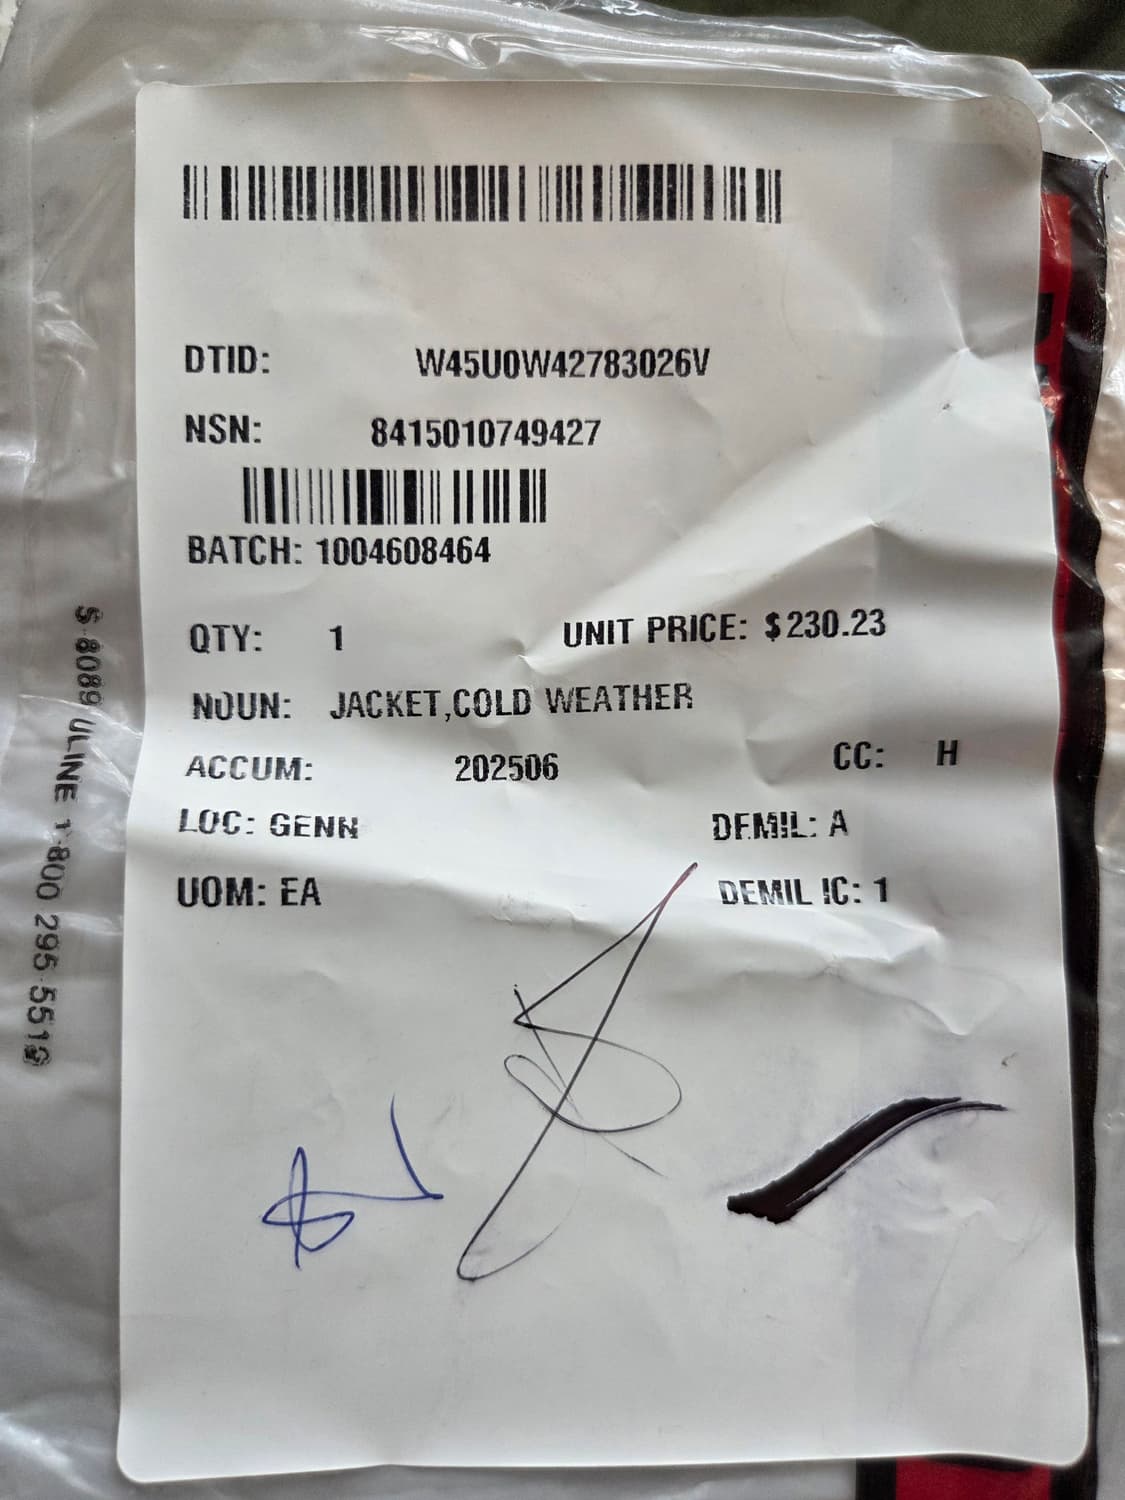 DTID: W45U0W42783026V
NSN: 8415010749427
BATCH: 1004608464
QTY: 1 UNIT PRICE: $230.23
NOUN: JACKET,COLD WEATHER
ACCUM: 202506 CC: H
LOC: GENN DEMIL: A
UOM: EA DEMIL IC: 1
S-8089 ULINE 1-800-295-5510